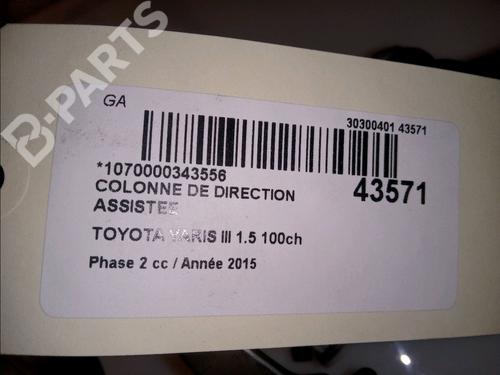 B-PARTS
GA
30300401 43571
*1070000343556
43571
COLONNE DE DIRECTION
ASSISTEE
TOYOTA YARIS III 1.5 100ch
Phase 2 cc / Année 2015